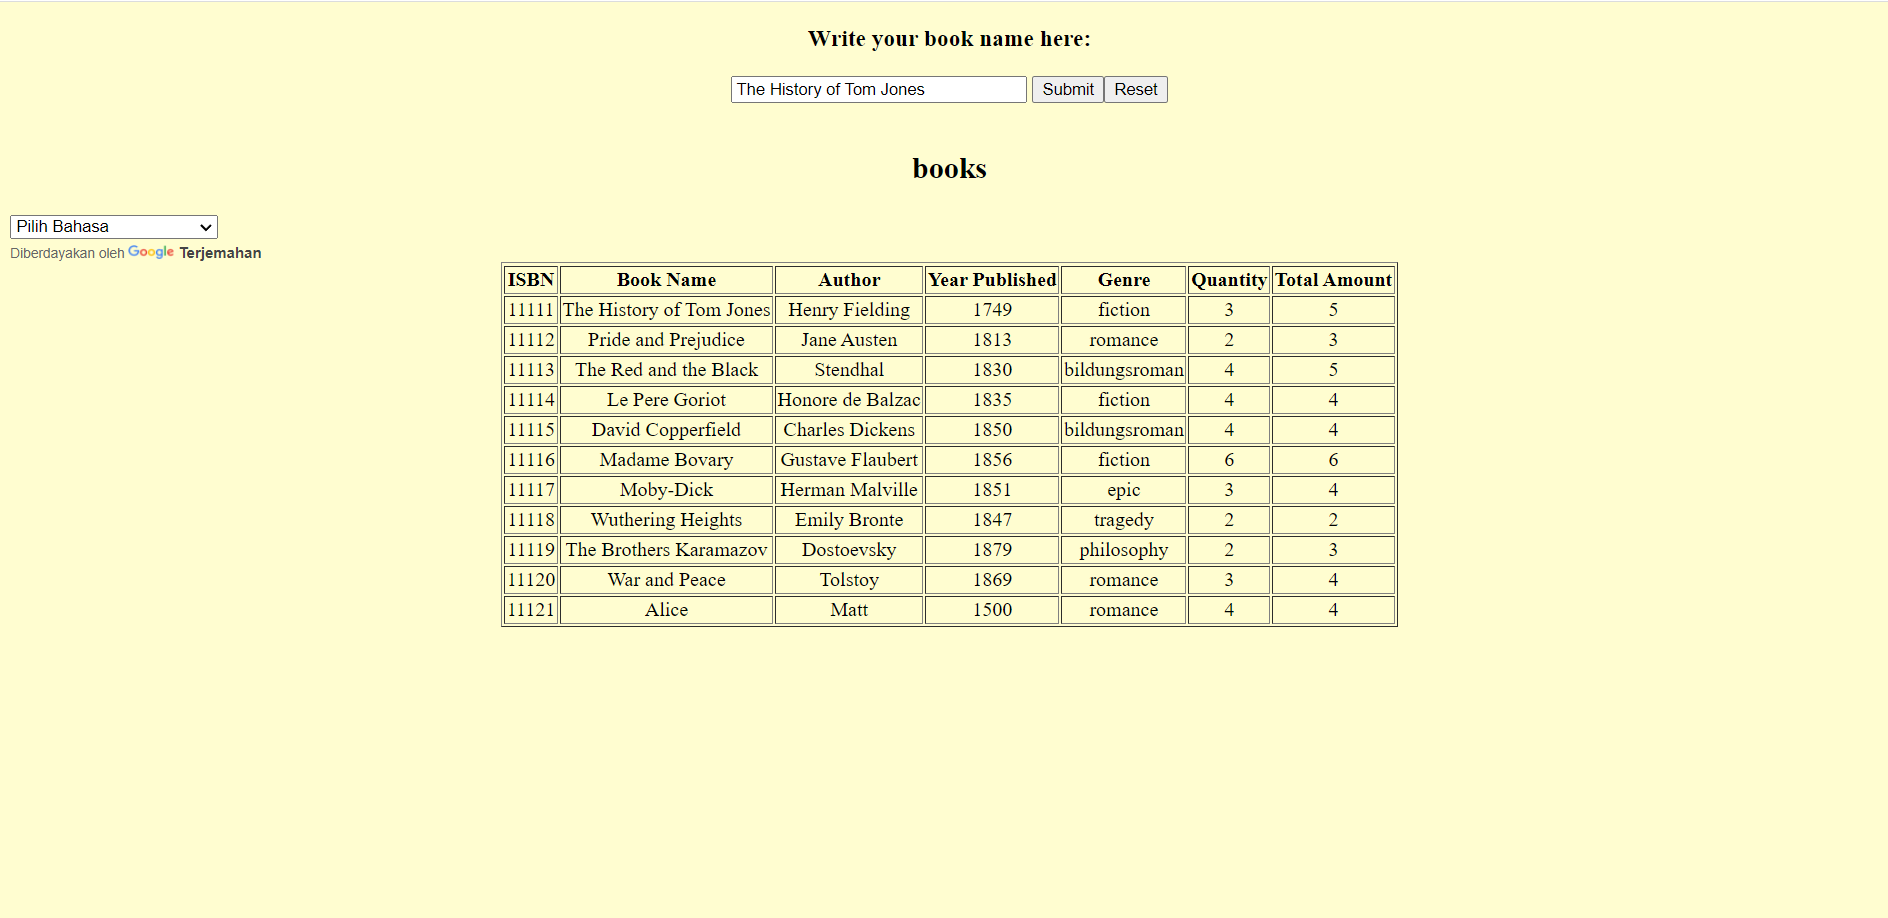 Write your book name here:
The History of Tom Jones Submit Reset
books
Pilih Bahasa
Diberdayakan oleh Google Terjemahan
ISBN Book Name Author Year Published Genre Quantity Total Amount
11111 The History of Tom Jones Henry Fielding 1749 fiction 3 5
11112 Pride and Prejudice Jane Austen 1813 romance 2 3
11113 The Red and the Black Stendhal 1830 bildungsroman 4 5
11114 Le Pere Goriot Honore de Balzac 1835 fiction 4 4
11115 David Copperfield Charles Dickens 1850 bildungsroman 4 4
11116 Madame Bovary Gustave Flaubert 1856 fiction 6 6
11117 Moby-Dick Herman Malville 1851 epic 3 4
11118 Wuthering Heights Emily Bronte 1847 tragedy 2 2
11119 The Brothers Karamazov Dostoevsky 1879 philosophy 2 3
11120 War and Peace Tolstoy 1869 romance 3 4
11121 Alice Matt 1500 romance 4 4